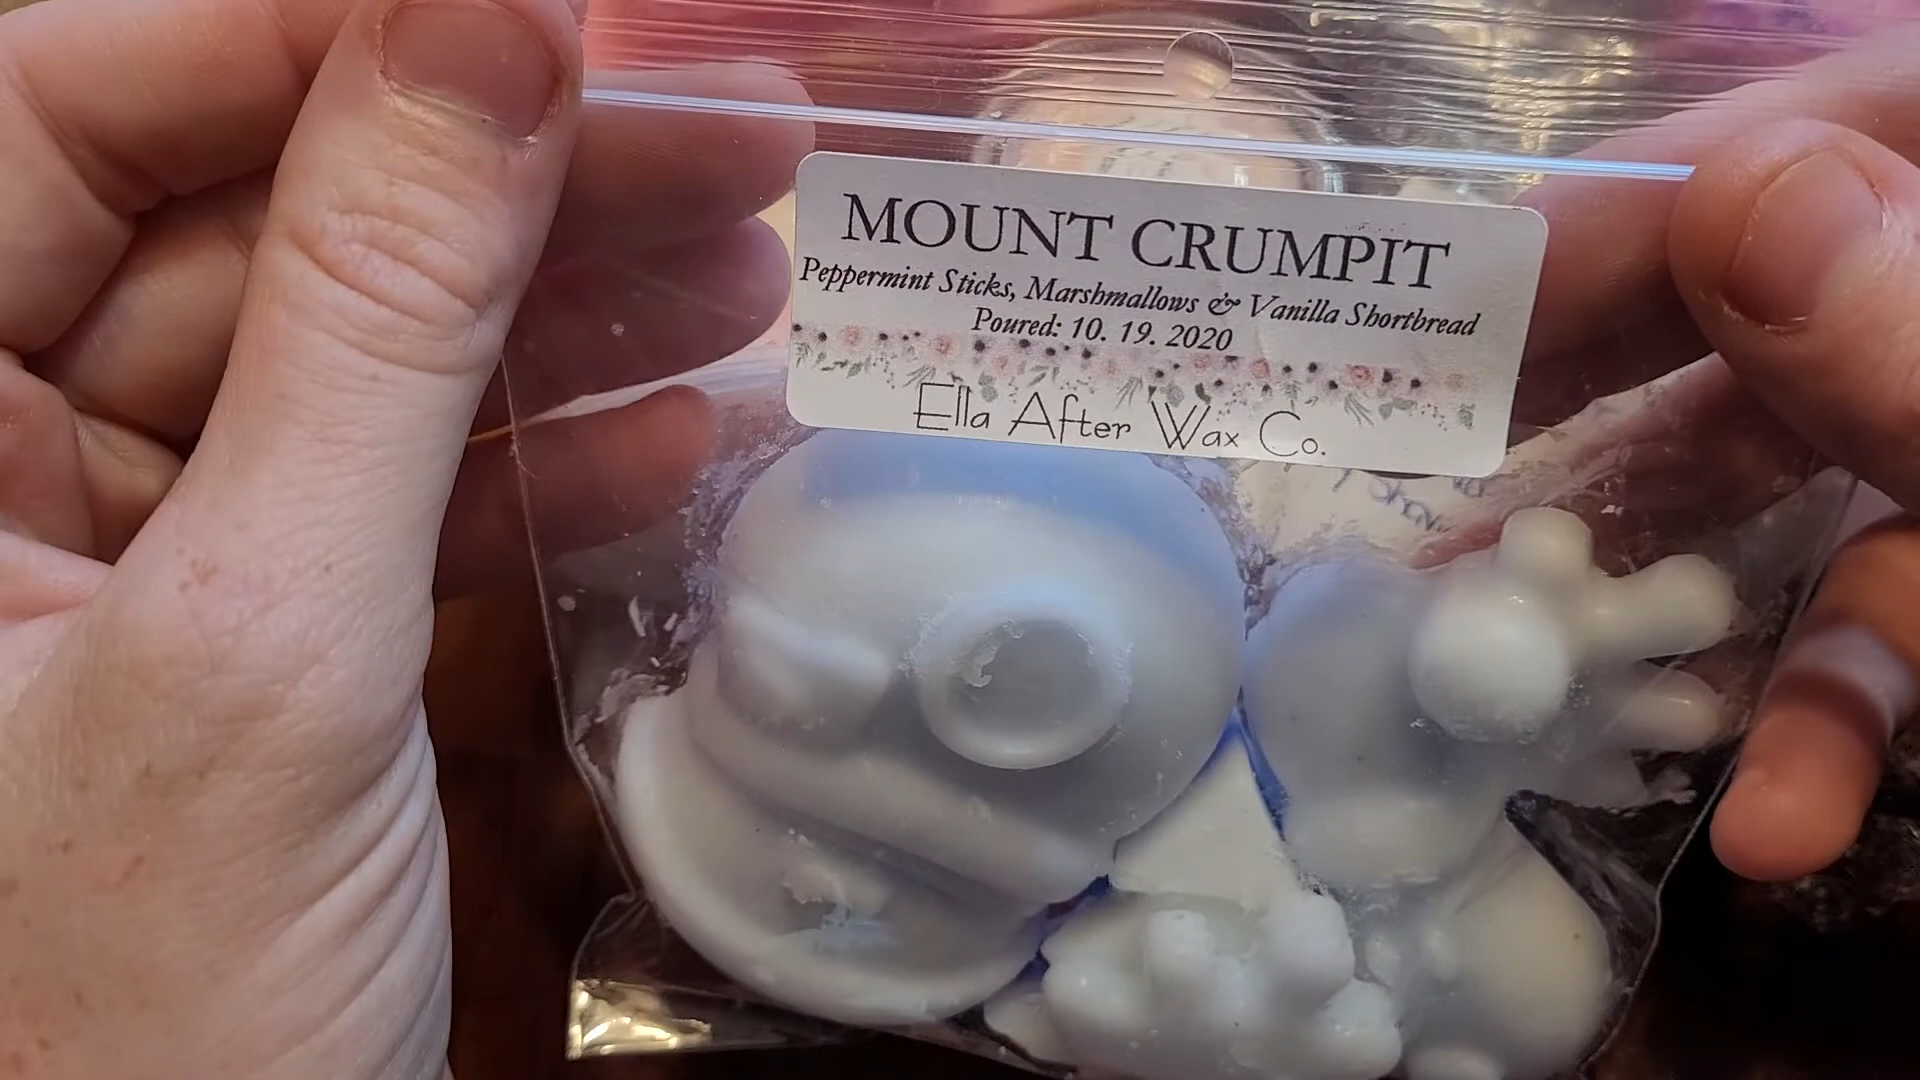 MOUNT CRUMPIT
Peppermint Sticks, Marshmallows & Vanilla Shortbread
Poured: 10. 19. 2020
Ella After Wax Co.